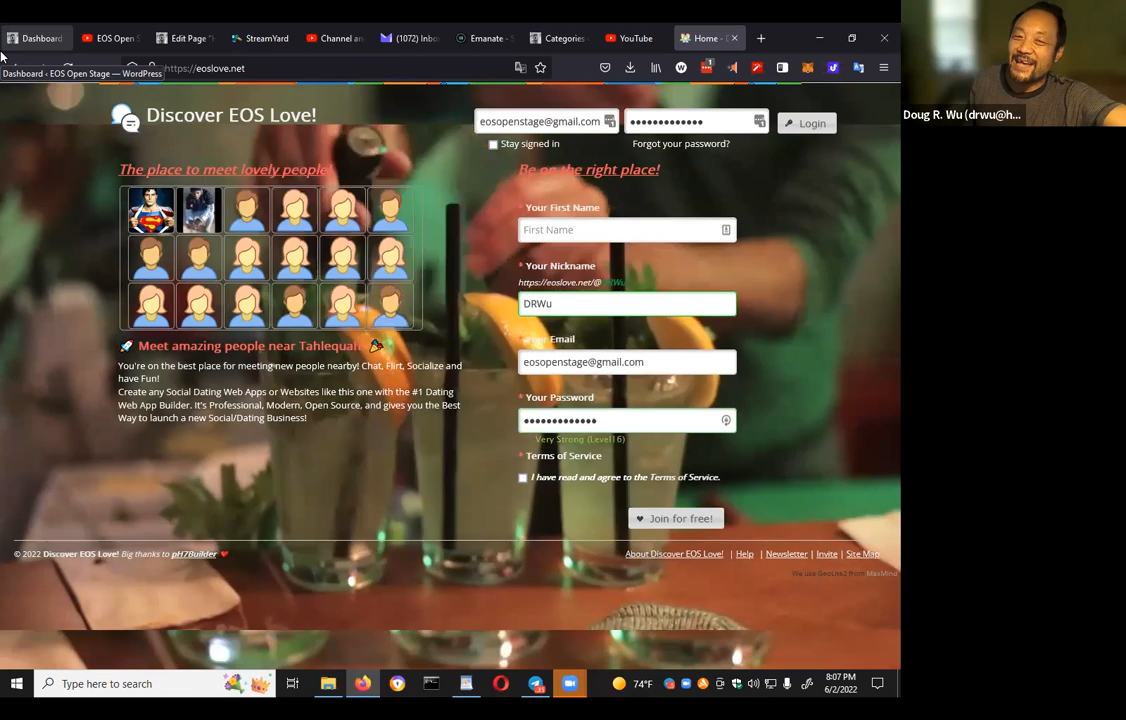 Dashboard
EOS Open S
Edit Page "
StreamYard
Channel an
(1072) Inbo
Emanate - S
Categories
YouTube
Home - D
Dashboard ‹ EOS Open Stage — WordPress
https://eoslove.net
1
Doug R. Wu (drwu@h...
Discover EOS Love!
eosopenstage@gmail.com
•••••••••••••
Login
Stay signed in
Forgot your password?
The place to meet lovely people!
Be on the right place!
* Your First Name
First Name
* Your Nickname
https://eoslove.net/@DRWu
DRWu
🚀 Meet amazing people near Tahlequah! 🎉
* Your Email
You're on the best place for meeting new people nearby! Chat, Flirt, Socialize and
have Fun!
eosopenstage@gmail.com
Create any Social Dating Web Apps or Websites like this one with the #1 Dating
Web App Builder. It's Professional, Modern, Open Source, and gives you the Best
Way to launch a new Social/Dating Business!
* Your Password
•••••••••••••
Very Strong (Level16)
* Terms of Service
I have read and agree to the Terms of Service.
♥ Join for free!
© 2022 Discover EOS Love! Big thanks to pH7Builder ♥
About Discover EOS Love! | Help | Newsletter | Invite | Site Map
We use GeoLite2 from MaxMind
Type here to search
74°F
8:07 PM
6/2/2022